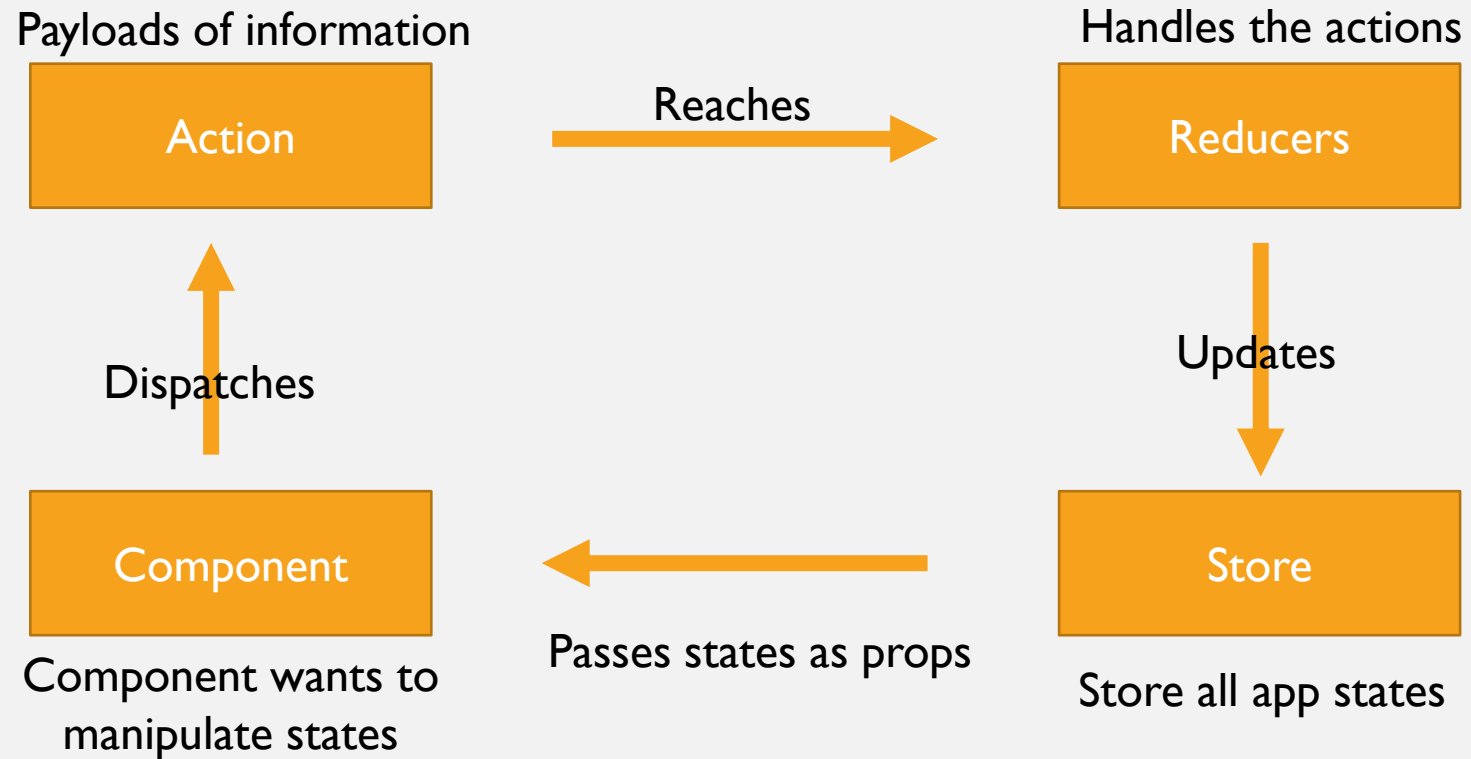 Payloads of information
Handles the actions
Action
Reaches
Reducers
Dispatches
Updates
Component
Store
Passes states as props
Component wants to
manipulate states
Store all app states